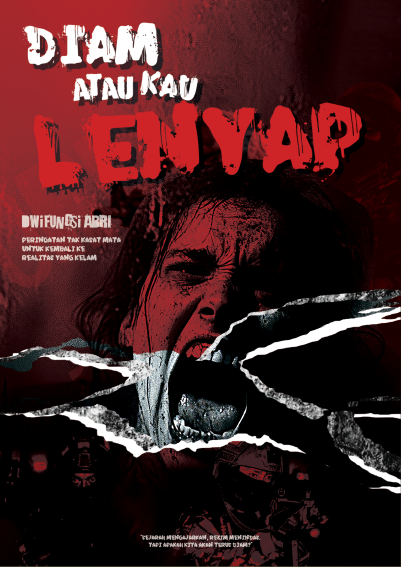 DIAM
ATAU KAU
LENYAP
DWIFUNGSI ABRI
PERINGATAN TAK KASAT MATA
UNTUK KEMBALI KE
REALITAS YANG KELAM
"SEJARAH MENGAJARKAN, REZIM MENINDAS,
TAPI APAKAH KITA AKAN TERUS DIAM?"